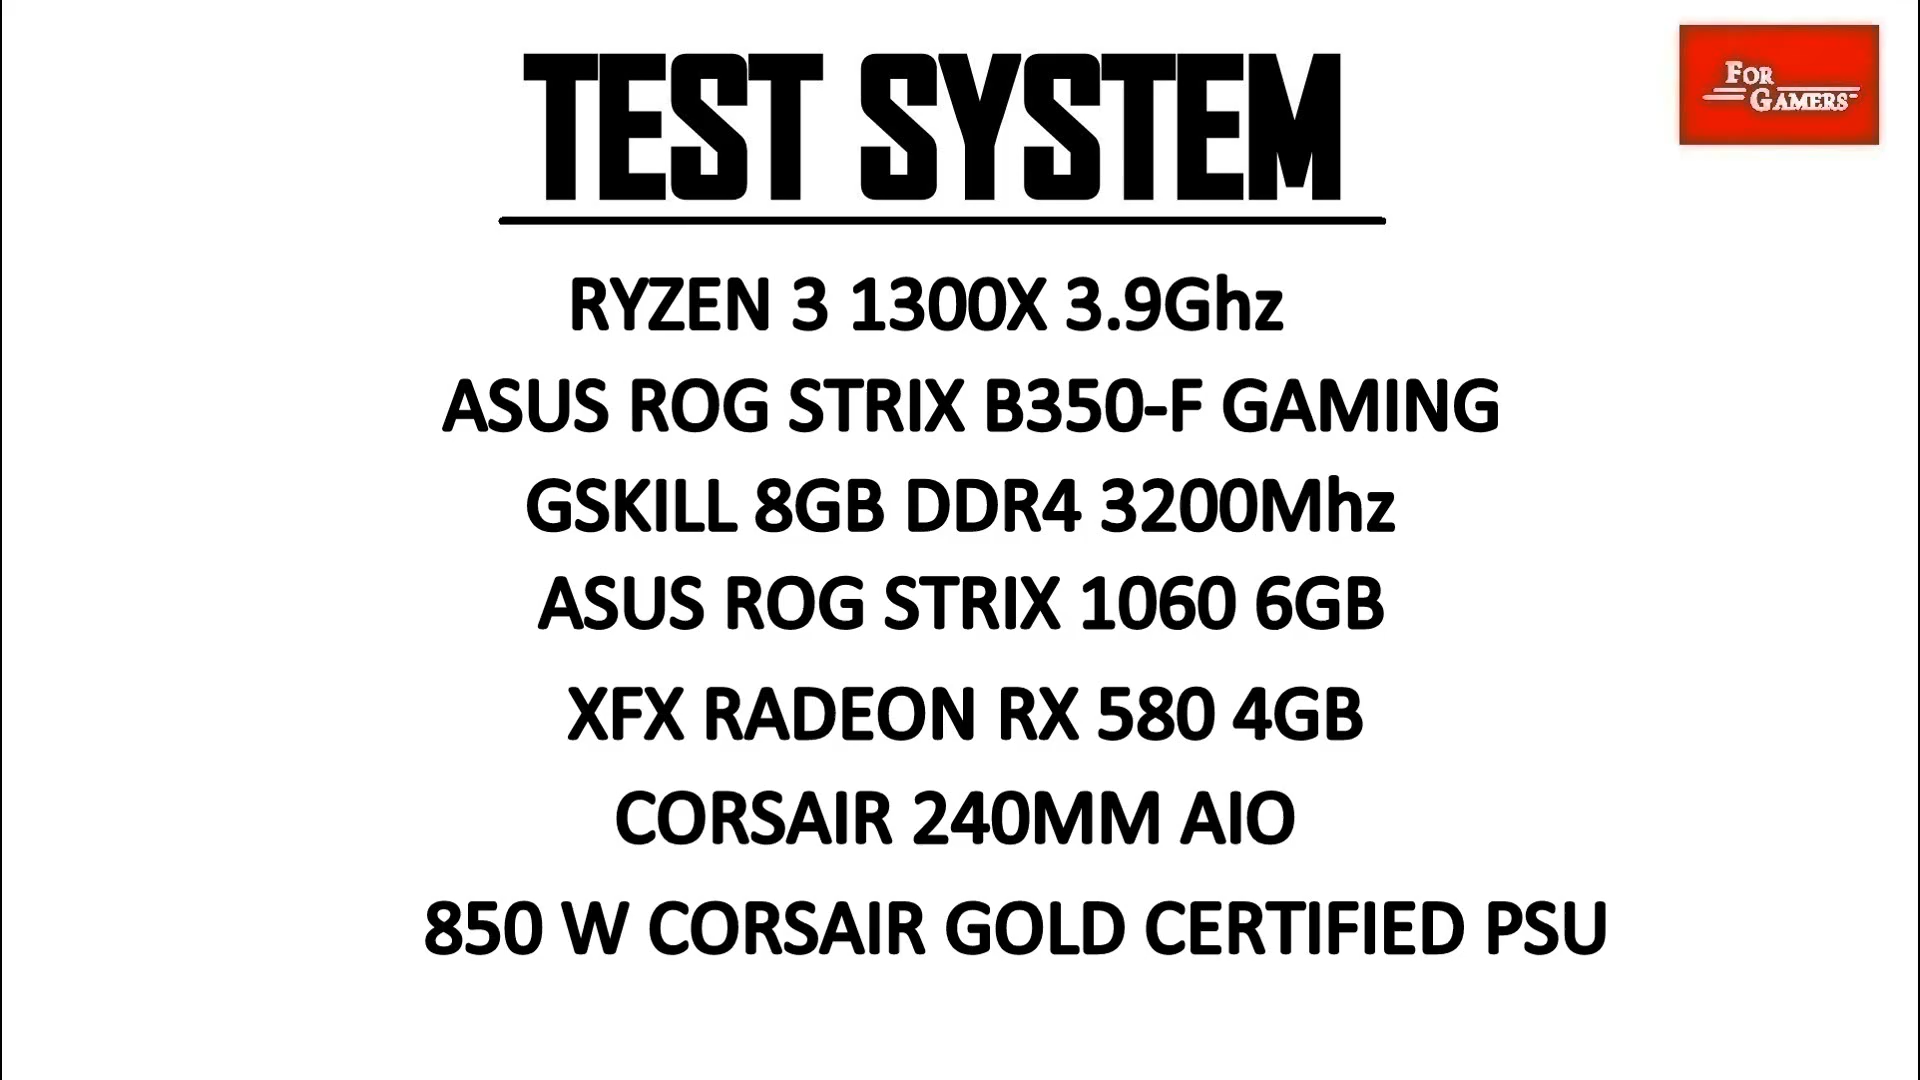 TEST SYSTEM
FOR
GAMERS
RYZEN 3 1300X 3.9Ghz
ASUS ROG STRIX B350-F GAMING
GSKILL 8GB DDR4 3200Mhz
ASUS ROG STRIX 1060 6GB
XFX RADEON RX 580 4GB
CORSAIR 240MM AIO
850 W CORSAIR GOLD CERTIFIED PSU